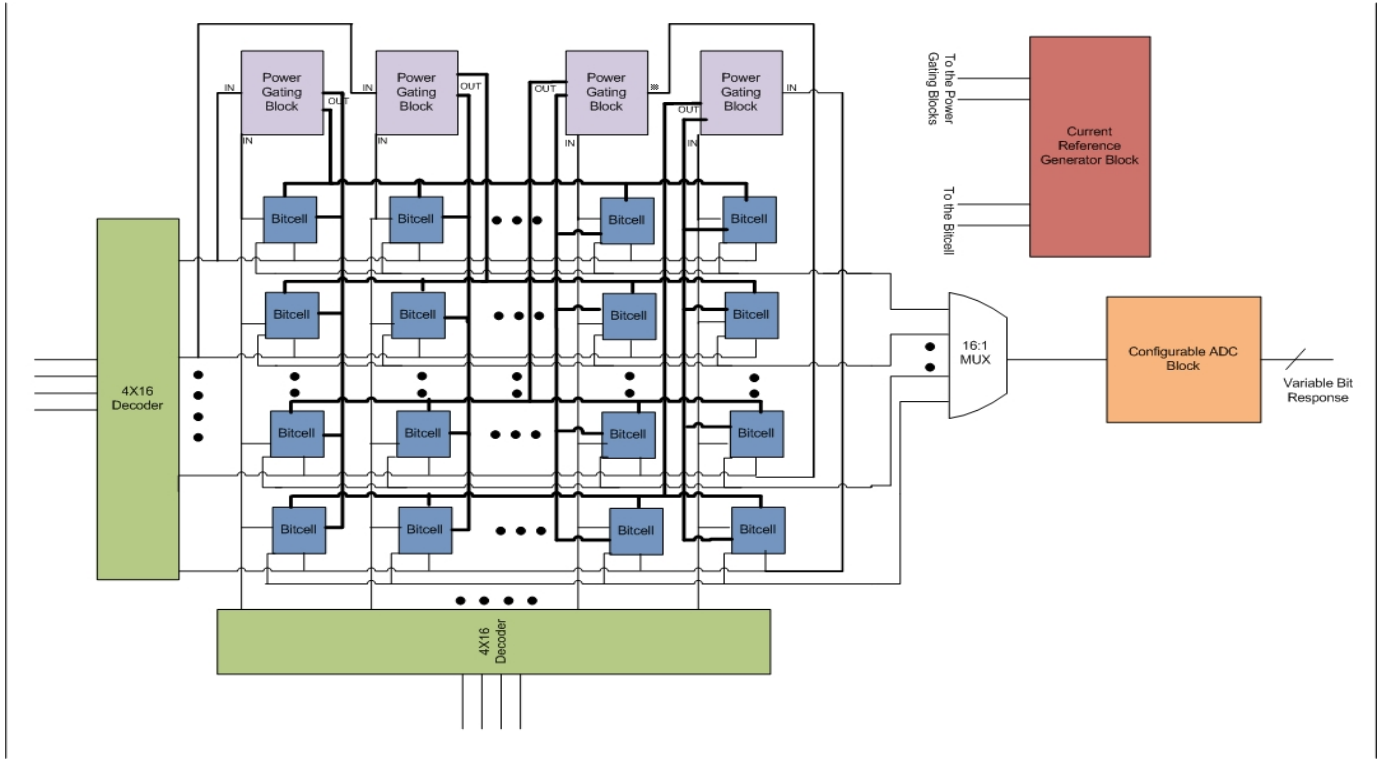 Power
Gating
Block
Power
Gating
Block
Power
Gating
Block
Power
Gating
Block
IN
OUT
IN
OUT
OUT
IN
OUT
IN
IN
IN
IN
To the Power
Gating Blocks
To the Bitcell
Current
Reference
Generator Block
Bitcell
Bitcell
Bitcell
Bitcell
Bitcell
Bitcell
Bitcell
Bitcell
4X16
Decoder
16:1
MUX
Configurable ADC
Block
Variable Bit
Response
Bitcell
Bitcell
Bitcell
Bitcell
Bitcell
Bitcell
Bitcell
Bitcell
4X16
Decoder